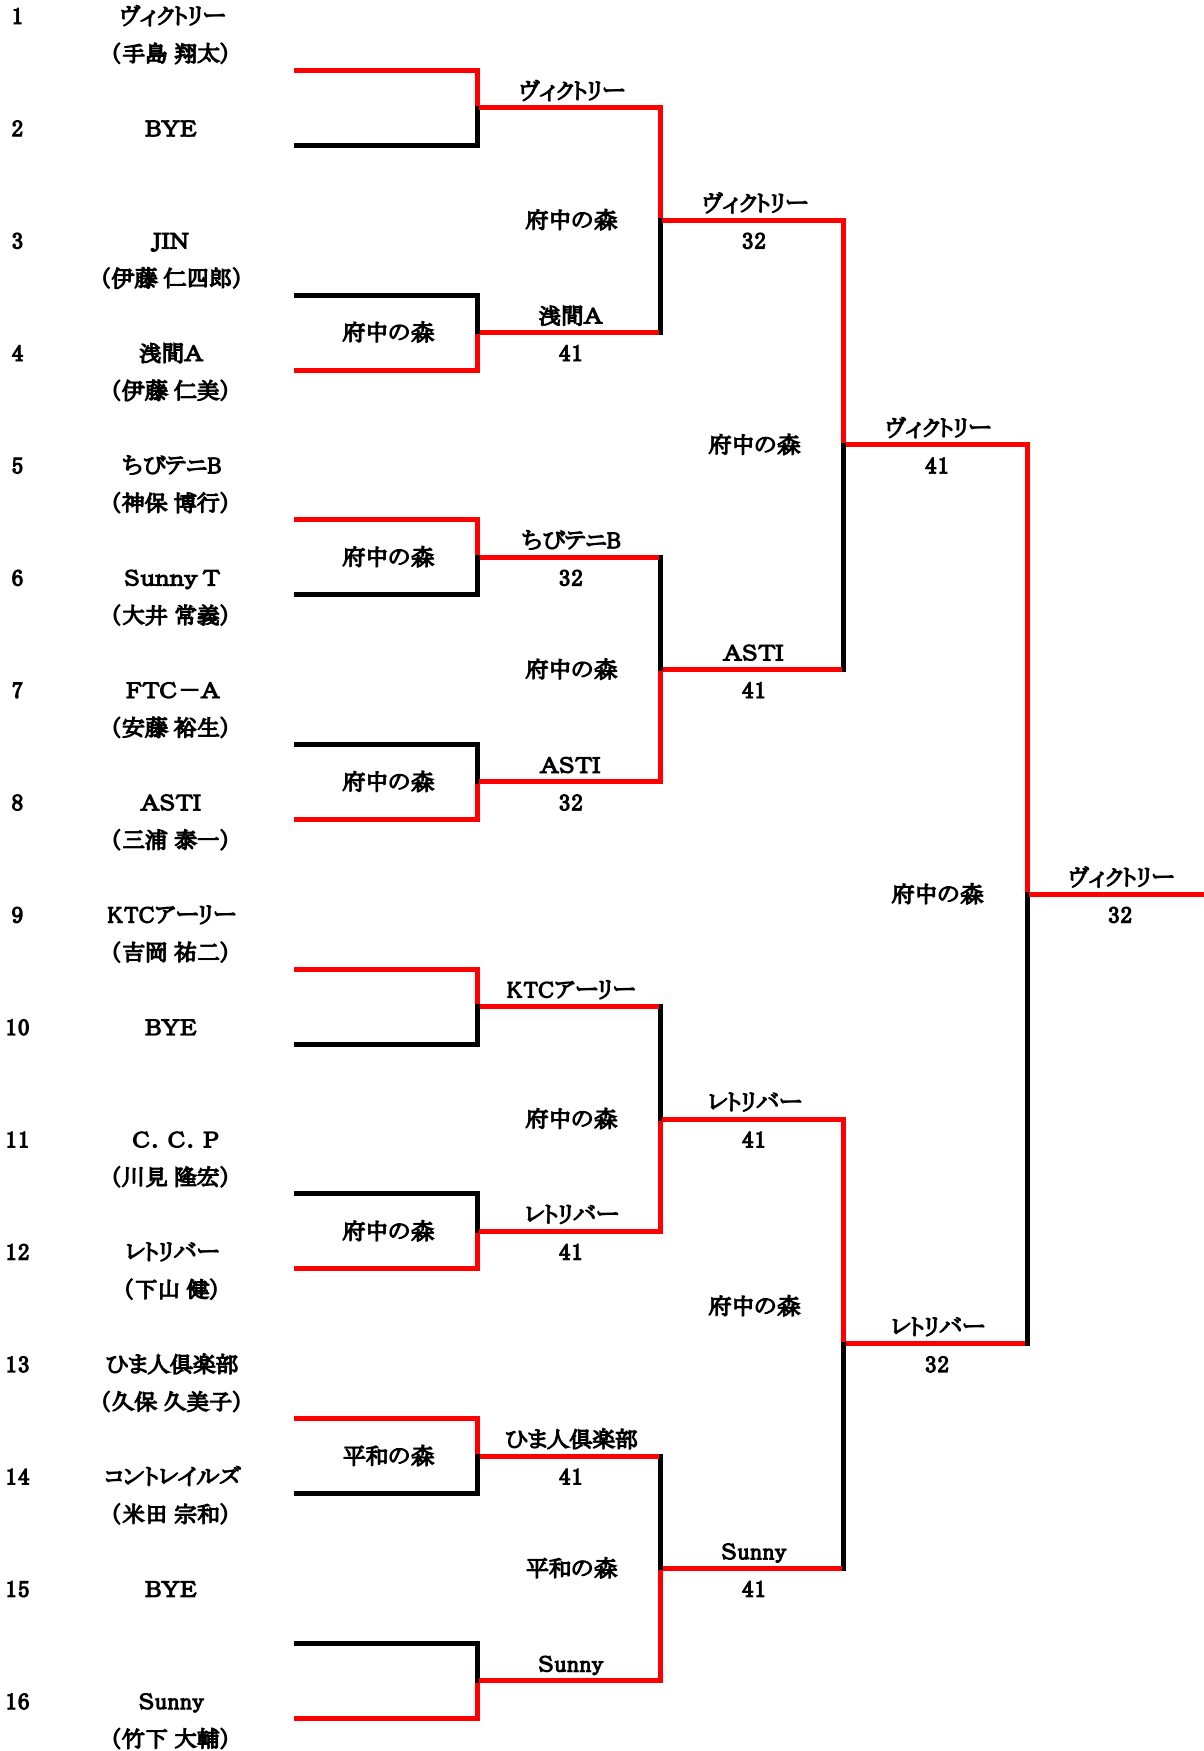 1 ヴィクトリー
（手島 翔太）
ヴィクトリー
2 BYE
ヴィクトリー
府中の森
3 JIN 32
（伊藤 仁四郎）
浅間A
府中の森
4 浅間A 41
（伊藤 仁美）
ヴィクトリー
府中の森
5 ちびテニB 41
（神保 博行）
ちびテニB
府中の森
6 Sunny T 32
（大井 常義）
ASTI
府中の森
7 FTC－A 41
（安藤 裕生）
ASTI
府中の森
8 ASTI 32
（三浦 泰一）
ヴィクトリー
府中の森
9 KTCアーリー 32
（吉岡 祐二）
KTCアーリー
10 BYE
レトリバー
府中の森
11 C．C．P 41
（川見 隆宏）
レトリバー
府中の森
12 レトリバー 41
（下山 健）
府中の森
レトリバー
13 ひま人倶楽部 32
（久保 久美子）
ひま人倶楽部
平和の森
14 コントレイルズ 41
（米田 宗和）
Sunny
平和の森
15 BYE 41
Sunny
16 Sunny
（竹下 大輔）